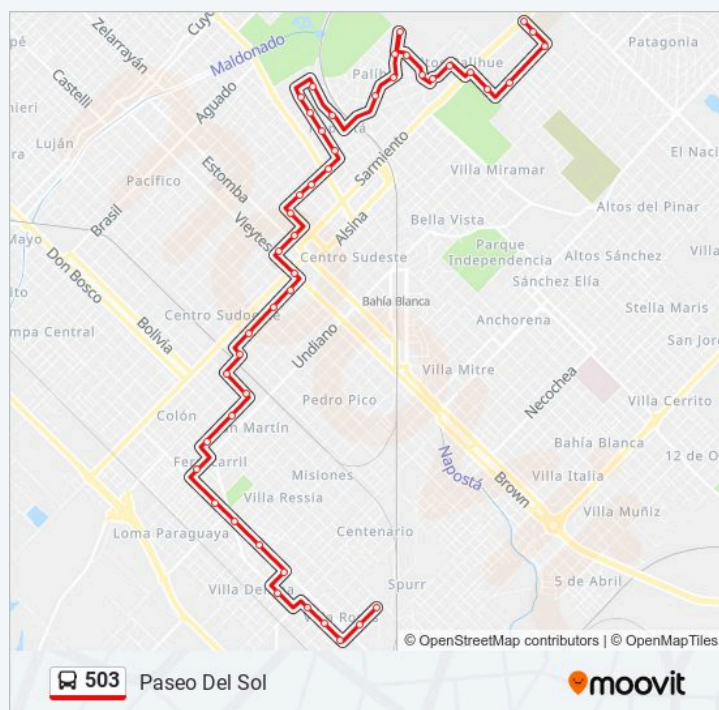 Cuyo
Zelarrayán
Maldonado
Patagonia
Castelli
Aguado
Luján
El Nacio
Sarmiento
Villa Miramar
Pacífico
Estomba
Brasil
Vieytes
Altos del Pinar
Bella Vista
Alsina
Mayo
Parque
Independencia
Altos Sánchez
Centro Sudeste
Sánchez Elía
Don Bosco
Bahía Blanca
Stella Maris
Centro Sudoeste
Anchorena
Bolivia
Undiano
San Jor
Villa Mitre
Necochea
Pedro Pico
Villa Cerrito
Colón
Bahía Blanca
Misiones
12 de O
Napostá
Villa Italia
Villa Ressia
Brown
Villa Muñiz
Loma Paraguaya
Centenario
Spurr
5 de Abril
© OpenStreetMap contributors | © OpenMapTiles
503 Paseo Del Sol
moovit